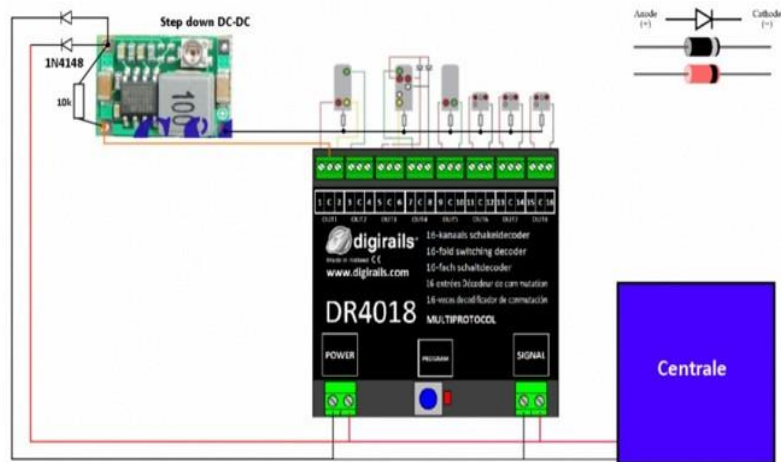 Step down DC-DC
Anode
(+)
Cathode
(−)
1N4148
10k
100
1 C 2 3 C 4 5 C 6 7 C 8 9 C 10 11 C 12 13 C 14 15 C 16
OUT1 OUT2 OUT3 OUT4 OUT5 OUT6 OUT7 OUT8
digirails
Made in Holland CE
www.digirails.com
16-kanaals schakeldecoder
16-fold switching decoder
16-fach schaltdecoder
16 entrées Décodeur de commutation
16-voces decodificador de conmutación
DR4018
MULTIPROTOCOL
POWER
PROGRAM
SIGNAL
Centrale